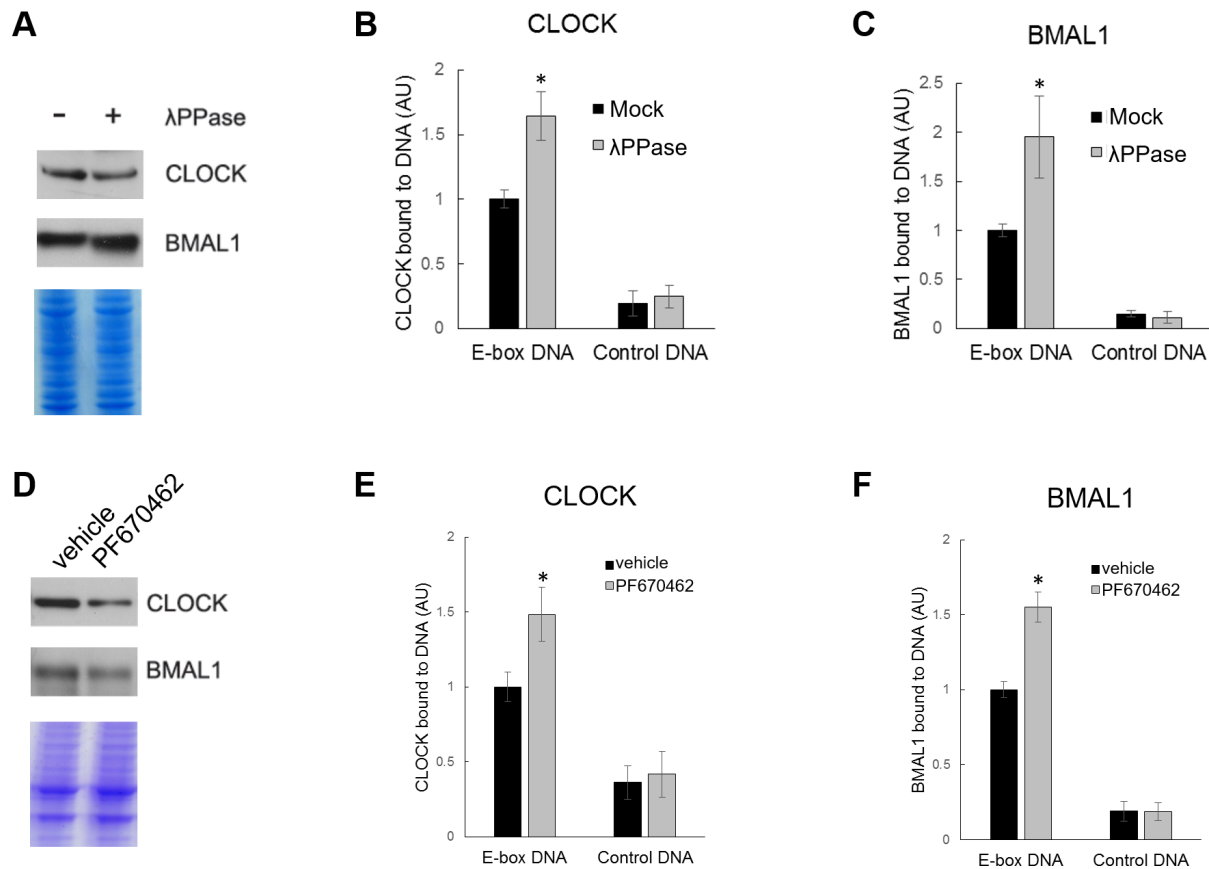 A
- + λPPase
CLOCK
BMAL1
B
CLOCK
CLOCK bound to DNA (AU)
2
1.5
1
0.5
0
*
Mock
λPPase
E-box DNA Control DNA
C
BMAL1
BMAL1 bound to DNA (AU)
2.5
2
1.5
1
0.5
0
*
Mock
λPPase
E-box DNA Control DNA
D
vehicle
PF670462
CLOCK
BMAL1
E
CLOCK
CLOCK bound to DNA (AU)
2
1.5
1
0.5
0
*
vehicle
PF670462
E-box DNA Control DNA
F
BMAL1
BMAL1 bound to DNA (AU)
2
1.5
1
0.5
0
*
vehicle
PF670462
E-box DNA Control DNA